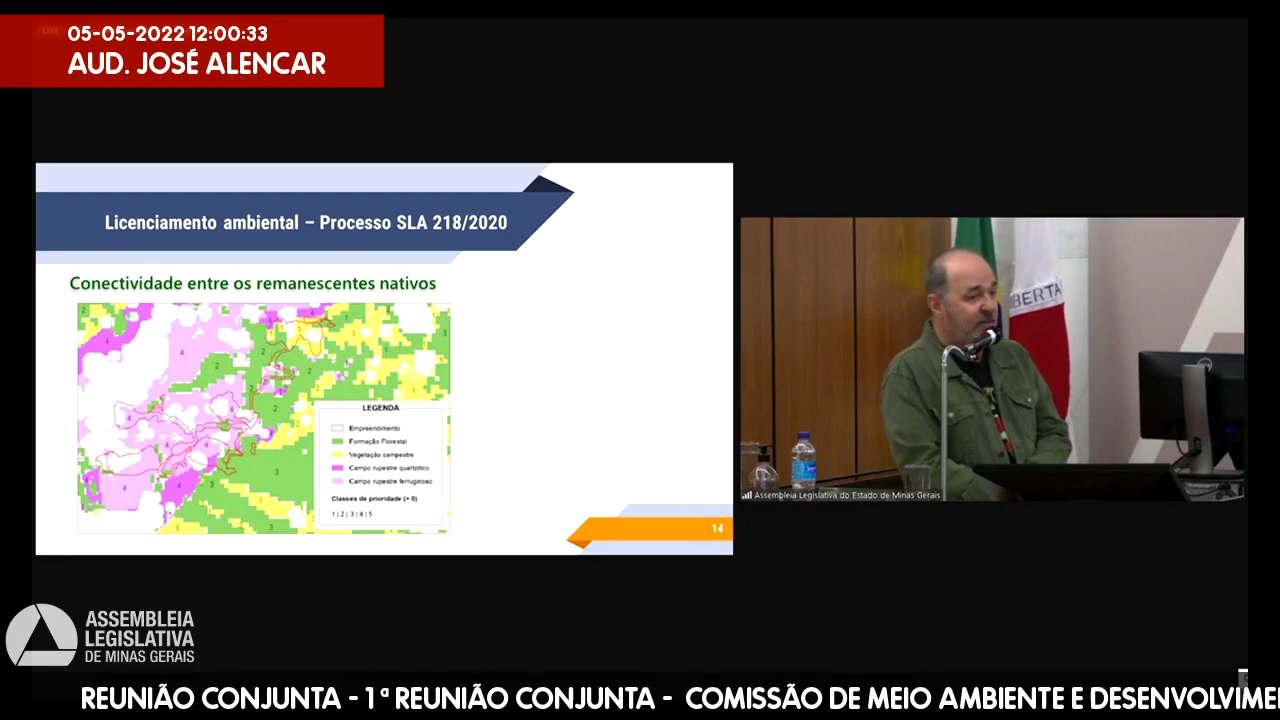 05-05-2022 12:00:33
AUD. JOSÉ ALENCAR
Licenciamento ambiental – Processo SLA 218/2020
Conectividade entre os remanescentes nativos
LEGENDA
Empreendimento
Formação Florestal
Vegetação campestre
Campo rupestre quartzítico
Campo rupestre ferruginoso
Classes de prioridade (> 0)
1 | 2 | 3 | 4 | 5
14
BERTA
Assembleia Legislativa do Estado de Minas Gerais
ASSEMBLEIA
LEGISLATIVA
DE MINAS GERAIS
REUNIÃO CONJUNTA - 1ª REUNIÃO CONJUNTA - COMISSÃO DE MEIO AMBIENTE E DESENVOLVIME